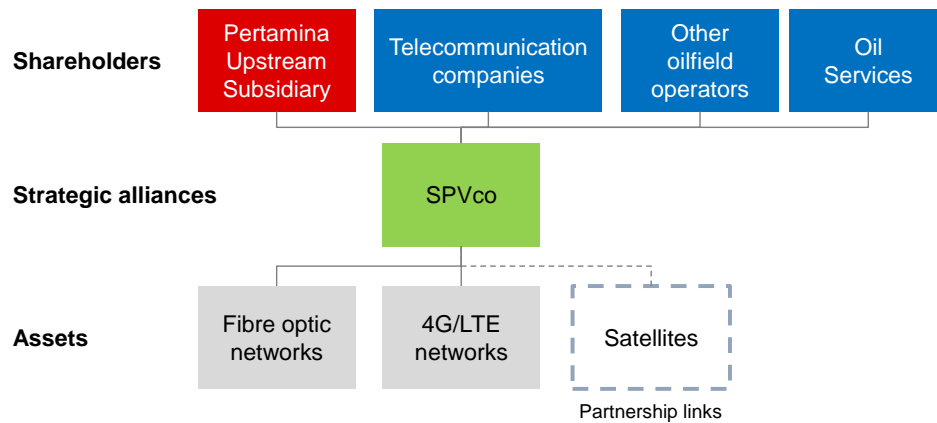 Shareholders
Pertamina
Upstream
Subsidiary
Telecommunication
companies
Other
oilfield
operators
Oil
Services
Strategic alliances
SPVco
Assets
Fibre optic
networks
4G/LTE
networks
Satellites
Partnership links